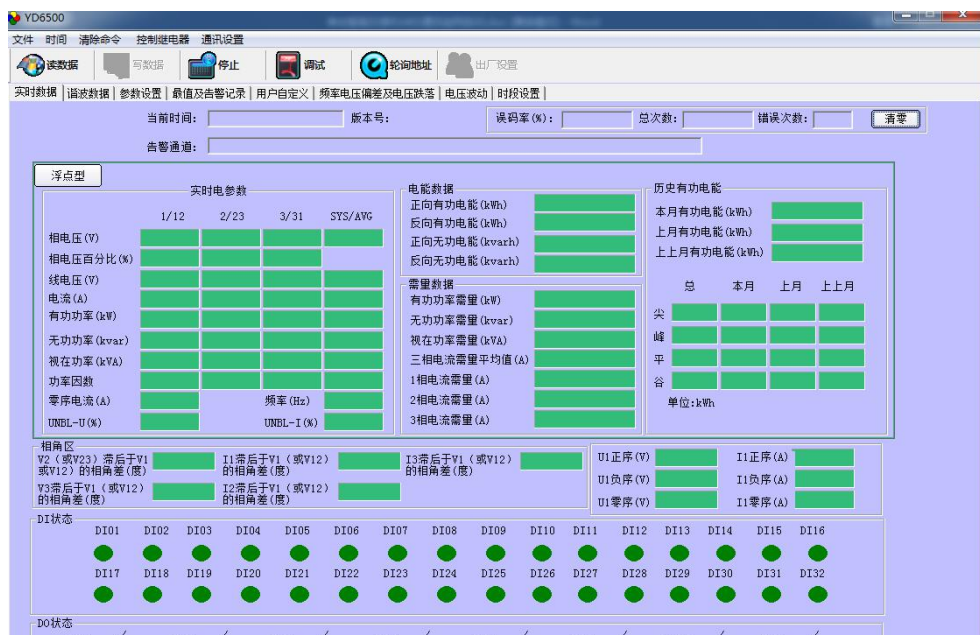 YD6500
文件 时间 清除命令 控制继电器 通讯设置
读数据 写数据 停止 调试 轮询地址 出厂设置
实时数据 谐波数据 参数设置 最值及告警记录 用户自定义 频率电压偏差及电压跌落 电压波动 时段设置
当前时间: 版本号: 误码率(%): 总次数: 错误次数: 清零
告警通道:
浮点型
实时电参数
1/12 2/23 3/31 SYS/AVG
相电压(V)
相电压百分比(%)
线电压(V)
电流(A)
有功功率(kW)
无功功率(kvar)
视在功率(kVA)
功率因数
零序电流(A) 频率(Hz)
UNBL-U(%) UNBL-I(%)
电能数据
正向有功电能(kWh)
反向有功电能(kWh)
正向无功电能(kvarh)
反向无功电能(kvarh)
需量数据
有功功率需量(kW)
无功功率需量(kvar)
视在功率需量(kVA)
三相电流需量平均值(A)
1相电流需量(A)
2相电流需量(A)
3相电流需量(A)
历史有功电能
本月有功电能(kWh)
上月有功电能(kWh)
上上月有功电能(kWh)
总 本月 上月 上上月
尖
峰
平
谷
单位:kWh
相角区
V2（或V23）滞后于V1
或V12）的相角差(度)
I1滞后于V1（或V12）
的相角差(度)
I3滞后于V1（或V12）
的相角差(度)
V3滞后于V1（或V12）
的相角差(度)
I2滞后于V1（或V12）
的相角差(度)
U1正序(V) I1正序(A)
U1负序(V) I1负序(A)
U1零序(V) I1零序(A)
DI状态
DI01 DI02 DI03 DI04 DI05 DI06 DI07 DI08 DI09 DI10 DI11 DI12 DI13 DI14 DI15 DI16
DI17 DI18 DI19 DI20 DI21 DI22 DI23 DI24 DI25 DI26 DI27 DI28 DI29 DI30 DI31 DI32
DO状态